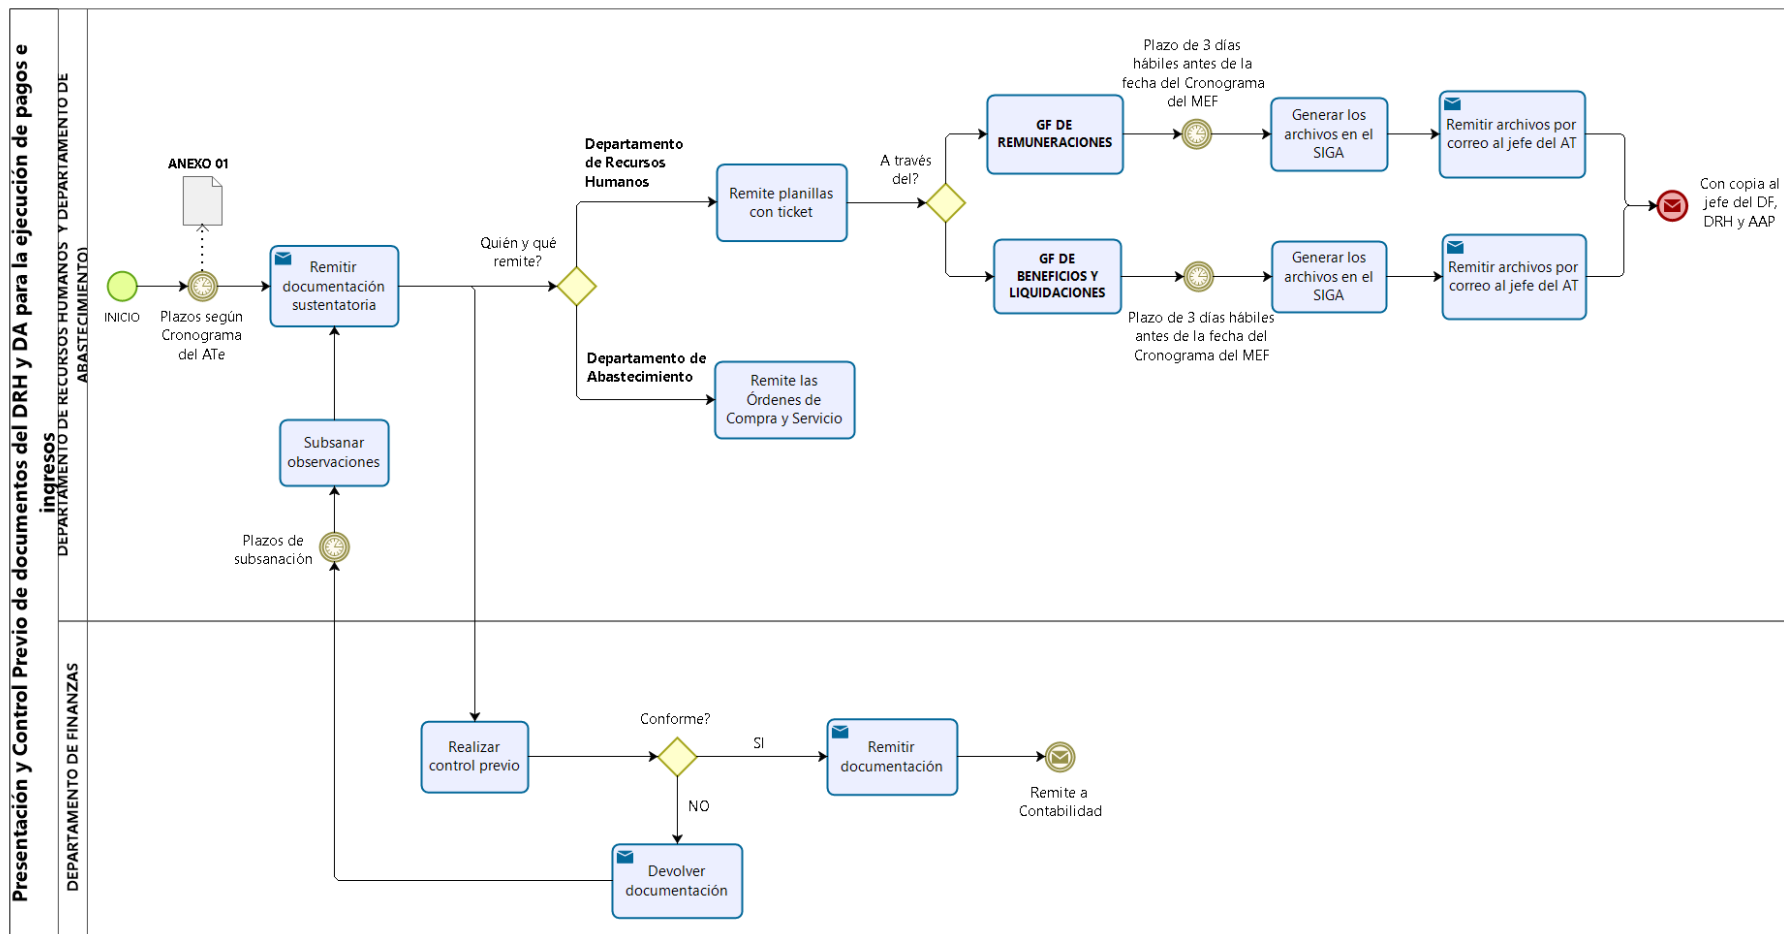 Presentación y Control Previo de documentos del DRH y DA para la ejecución de pagos e
ingresos
DEPARTAMENTO DE RECURSOS HUMANOS Y DEPARTAMENTO DE
ABASTECIMIENTO)
INICIO
ANEXO 01
Plazos según
Cronograma
del ATe
Remitir
documentación
sustentatoria
Quién y qué
remite?
Departamento
de Recursos
Humanos
Remite planillas
con ticket
A través
del?
GF DE
REMUNERACIONES
Plazo de 3 días
hábiles antes de la
fecha del Cronograma
del MEF
Generar los
archivos en el
SIGA
Remitir archivos por
correo al jefe del AT
Con copia al
jefe del DF,
DRH y AAP
GF DE
BENEFICIOS Y
LIQUIDACIONES
Plazo de 3 días hábiles
antes de la fecha del
Cronograma del MEF
Generar los
archivos en el
SIGA
Remitir archivos por
correo al jefe del AT
Departamento de
Abastecimiento
Remite las
Órdenes de
Compra y Servicio
Subsanar
observaciones
Plazos de
subsanación
DEPARTAMENTO DE FINANZAS
Realizar
control previo
Conforme?
SI
Remitir
documentación
Remite a
Contabilidad
NO
Devolver
documentación